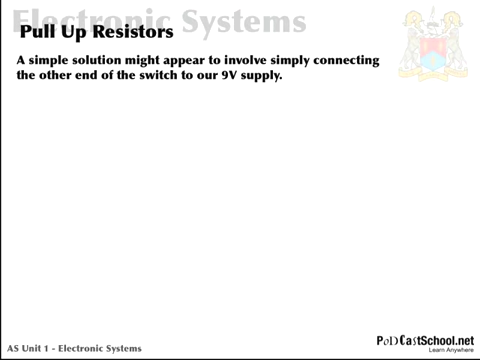 Electronic Systems
Pull Up Resistors
A simple solution might appear to involve simply connecting
the other end of the switch to our 9V supply.
AS Unit 1 - Electronic Systems
PodCastSchool.net
Learn Anywhere